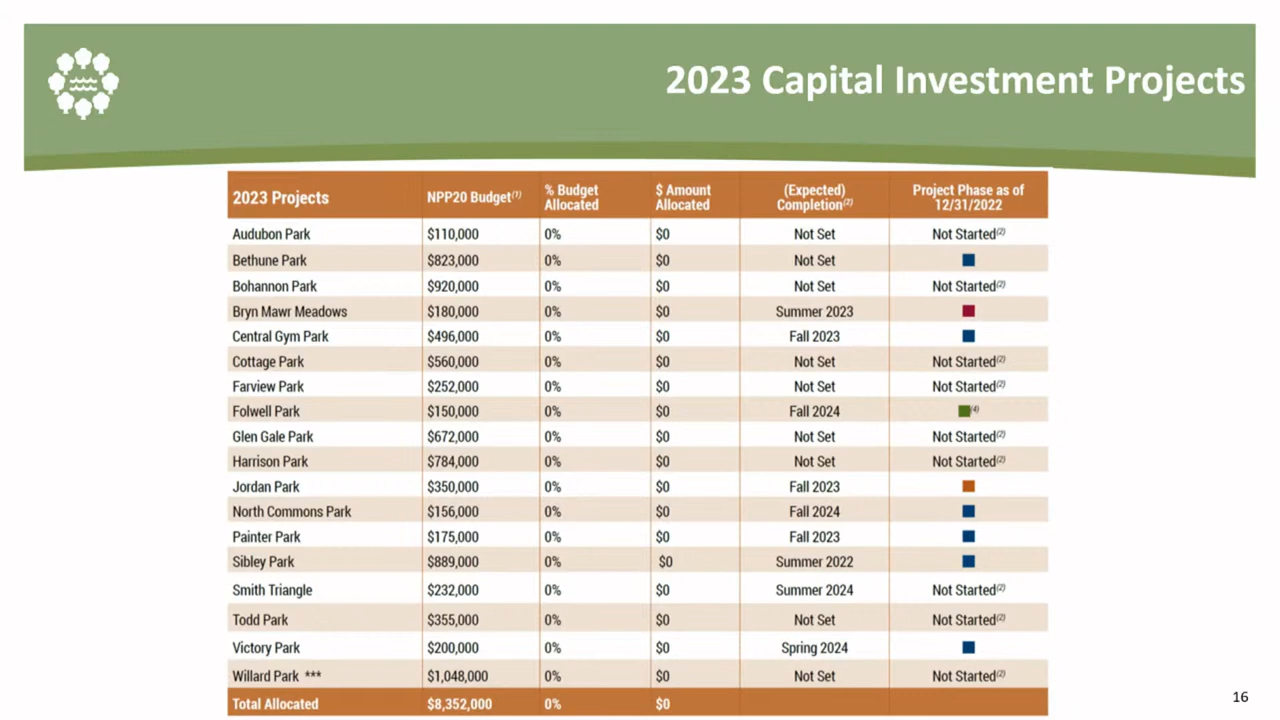 2023 Capital Investment Projects
2023 Projects NPP20 Budget(1) % Budget Allocated $ Amount Allocated (Expected) Completion(2) Project Phase as of 12/31/2022
Audubon Park $110,000 0% $0 Not Set Not Started(2)
Bethune Park $823,000 0% $0 Not Set
Bohannon Park $920,000 0% $0 Not Set Not Started(2)
Bryn Mawr Meadows $180,000 0% $0 Summer 2023
Central Gym Park $496,000 0% $0 Fall 2023
Cottage Park $560,000 0% $0 Not Set Not Started(2)
Farview Park $252,000 0% $0 Not Set Not Started(2)
Folwell Park $150,000 0% $0 Fall 2024 (4)
Glen Gale Park $672,000 0% $0 Not Set Not Started(2)
Harrison Park $784,000 0% $0 Not Set Not Started(2)
Jordan Park $350,000 0% $0 Fall 2023
North Commons Park $156,000 0% $0 Fall 2024
Painter Park $175,000 0% $0 Fall 2023
Sibley Park $889,000 0% $0 Summer 2022
Smith Triangle $232,000 0% $0 Summer 2024 Not Started(2)
Todd Park $355,000 0% $0 Not Set Not Started(2)
Victory Park $200,000 0% $0 Spring 2024
Willard Park *** $1,048,000 0% $0 Not Set Not Started(2)
Total Allocated $8,352,000 0% $0
16